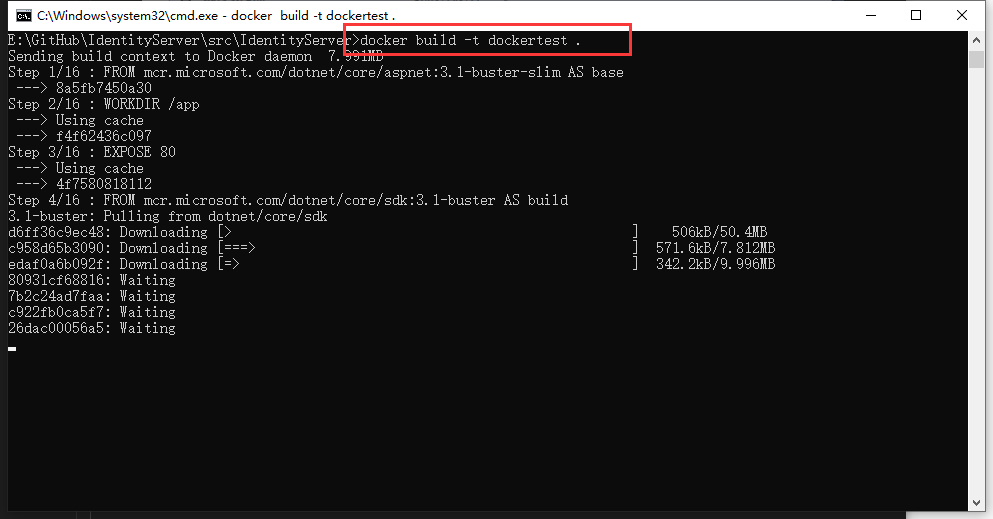 C:\Windows\system32\cmd.exe - docker  build -t dockertest .
E:\GitHub\IdentityServer\src\IdentityServer>docker build -t dockertest .
Sending build context to Docker daemon  7.991MB
Step 1/16 : FROM mcr.microsoft.com/dotnet/core/aspnet:3.1-buster-slim AS base
 ---> 8a5fb7450a30
Step 2/16 : WORKDIR /app
 ---> Using cache
 ---> f4f62436c097
Step 3/16 : EXPOSE 80
 ---> Using cache
 ---> 4f7580818112
Step 4/16 : FROM mcr.microsoft.com/dotnet/core/sdk:3.1-buster AS build
3.1-buster: Pulling from dotnet/core/sdk
d6ff36c9ec48: Downloading [>                                                  ]    506kB/50.4MB
c958d65b3090: Downloading [===>                                               ]  571.6kB/7.812MB
edaf0a6b092f: Downloading [=>                                                 ]  342.2kB/9.996MB
80931cf68816: Waiting
7b2c24ad7faa: Waiting
c922fb0ca5f7: Waiting
26dac00056a5: Waiting